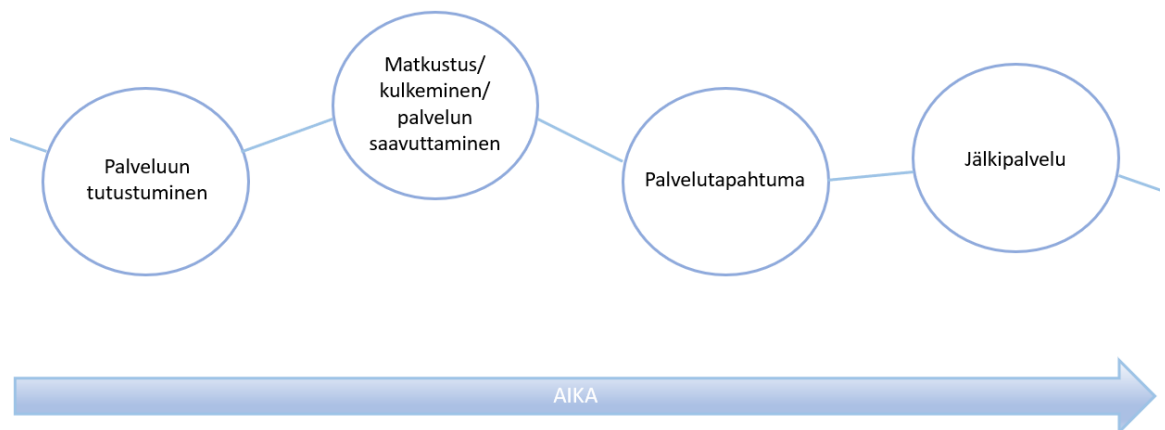 Palveluun
tutustuminen
Matkustus/
kulkeminen/
palvelun
saavuttaminen
Palvelutapahtuma
Jälkipalvelu
AIKA